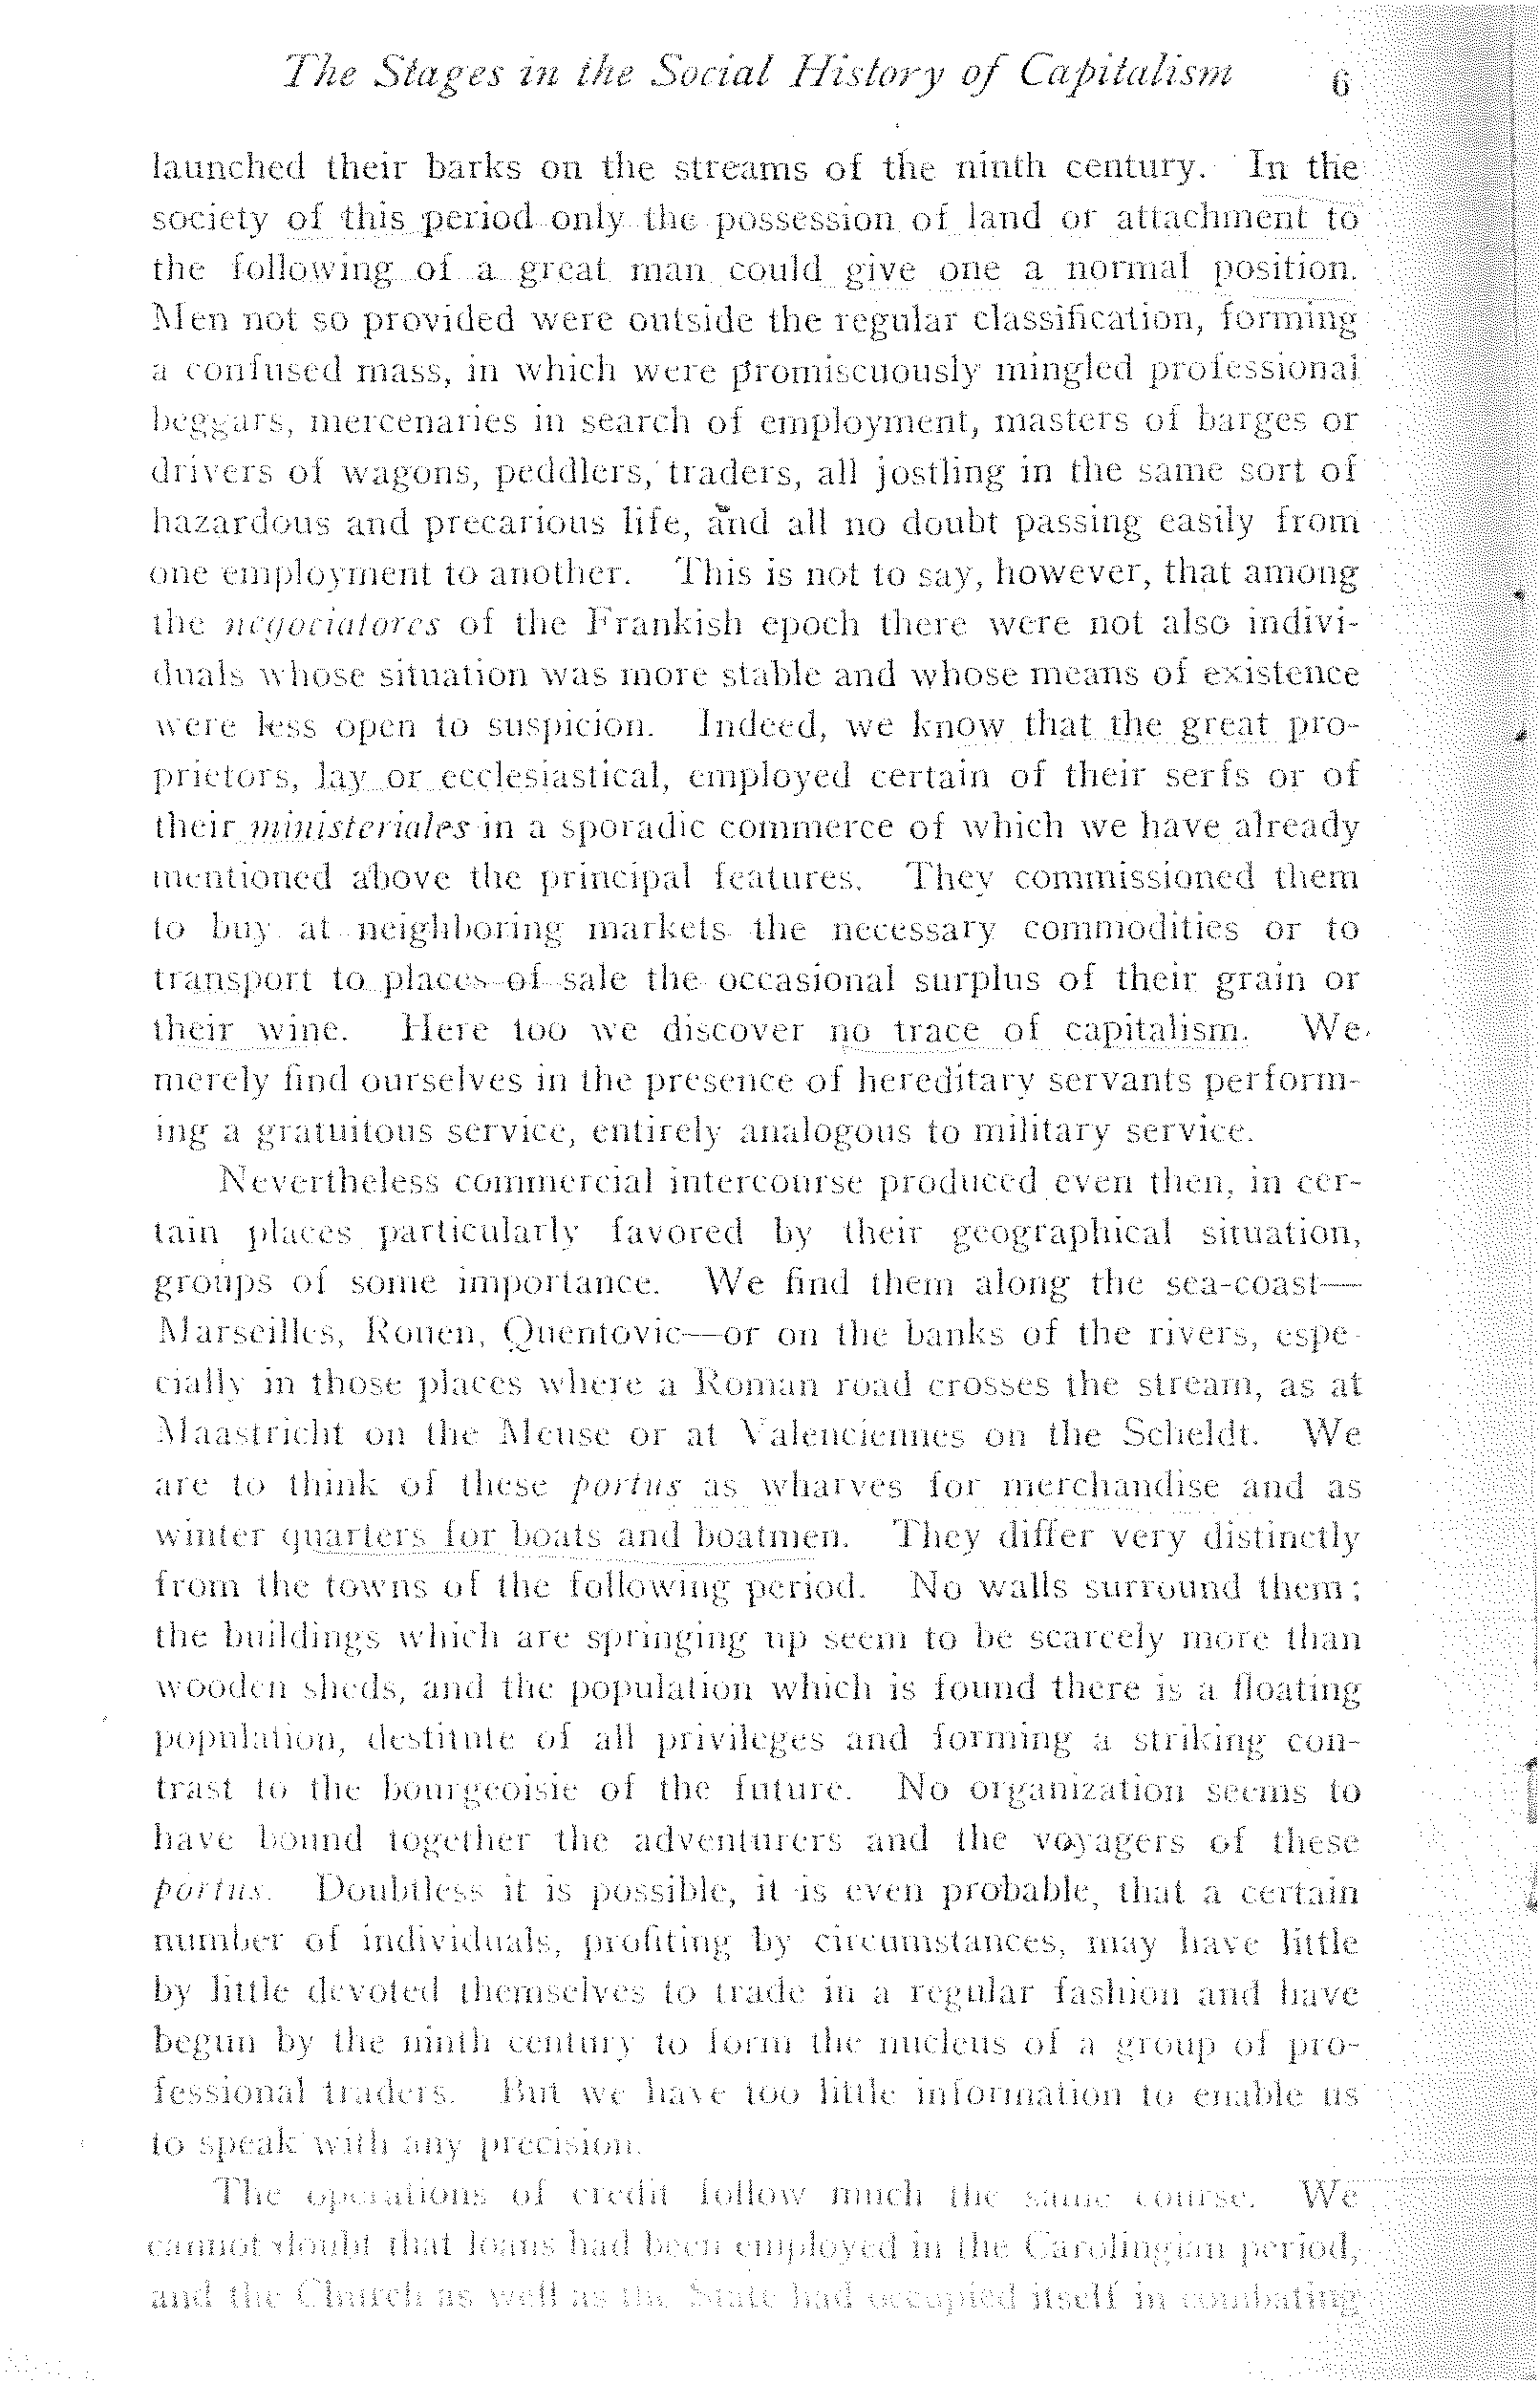 The Stages in the Social History of Capitalism 6
launched their barks on the streams of the ninth century. In the
society of this period only the possession of land or attachment to
the following of a great man could give one a normal position.
Men not so provided were outside the regular classification, forming
a confused mass, in which were promiscuously mingled professional
beggars, mercenaries in search of employment, masters of barges or
drivers of wagons, peddlers, traders, all jostling in the same sort of
hazardous and precarious life, and all no doubt passing easily from
one employment to another. This is not to say, however, that among
the negociatores of the Frankish epoch there were not also indivi-
duals whose situation was more stable and whose means of existence
were less open to suspicion. Indeed, we know that the great pro-
prietors, lay or ecclesiastical, employed certain of their serfs or of
their ministeriales in a sporadic commerce of which we have already
mentioned above the principal features. They commissioned them
to buy at neighboring markets the necessary commodities or to
transport to places of sale the occasional surplus of their grain or
their wine. Here too we discover no trace of capitalism. We
merely find ourselves in the presence of hereditary servants perform-
ing a gratuitous service, entirely analogous to military service.
Nevertheless commercial intercourse produced even then, in cer-
tain places particularly favored by their geographical situation,
groups of some importance. We find them along the sea-coast—
Marseilles, Rouen, Quentovic—or on the banks of the rivers, espe-
cially in those places where a Roman road crosses the stream, as at
Maastricht on the Meuse or at Valenciennes on the Scheldt. We
are to think of these portus as wharves for merchandise and as
winter quarters for boats and boatmen. They differ very distinctly
from the towns of the following period. No walls surround them;
the buildings which are springing up seem to be scarcely more than
wooden sheds, and the population which is found there is a floating
population, destitute of all privileges and forming a striking con-
trast to the bourgeoisie of the future. No organization seems to
have bound together the adventurers and the voyagers of these
portus. Doubtless it is possible, it is even probable, that a certain
number of individuals, profiting by circumstances, may have little
by little devoted themselves to trade in a regular fashion and have
begun by the ninth century to form the nucleus of a group of pro-
fessional traders. But we have too little information to enable us
to speak with any precision.
The operations of credit follow much the same course. We
cannot doubt that loans had been employed in the Carolingian period,
and the Church as well as the State had occupied itself in combating